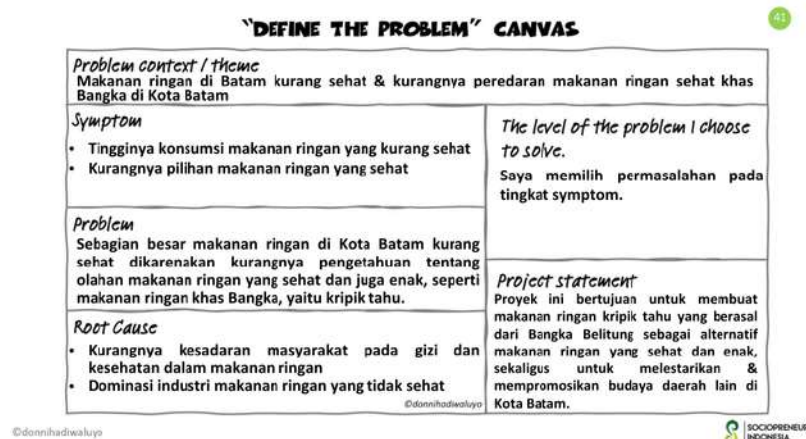 41
"DEFINE THE PROBLEM" CANVAS
Problem context / theme
Makanan ringan di Batam kurang sehat & kurangnya peredaran makanan ringan sehat khas
Bangka di Kota Batam
Symptom
• Tingginya konsumsi makanan ringan yang kurang sehat
• Kurangnya pilihan makanan ringan yang sehat
The level of the problem I choose
to solve.
Saya memilih permasalahan pada
tingkat symptom.
Problem
Sebagian besar makanan ringan di Kota Batam kurang
sehat dikarenakan kurangnya pengetahuan tentang
olahan makanan ringan yang sehat dan juga enak, seperti
makanan ringan khas Bangka, yaitu kripik tahu.
Project statement
Proyek ini bertujuan untuk membuat
makanan ringan kripik tahu yang berasal
dari Bangka Belitung sebagai alternatif
makanan ringan yang sehat dan enak,
sekaligus untuk melestarikan &
mempromosikan budaya daerah lain di
Kota Batam.
Root Cause
• Kurangnya kesadaran masyarakat pada gizi dan
kesehatan dalam makanan ringan
• Dominasi industri makanan ringan yang tidak sehat
©donnihadiwaluyo
©donnihadiwaluyo
SOCIOPRENEUR
INDONESIA